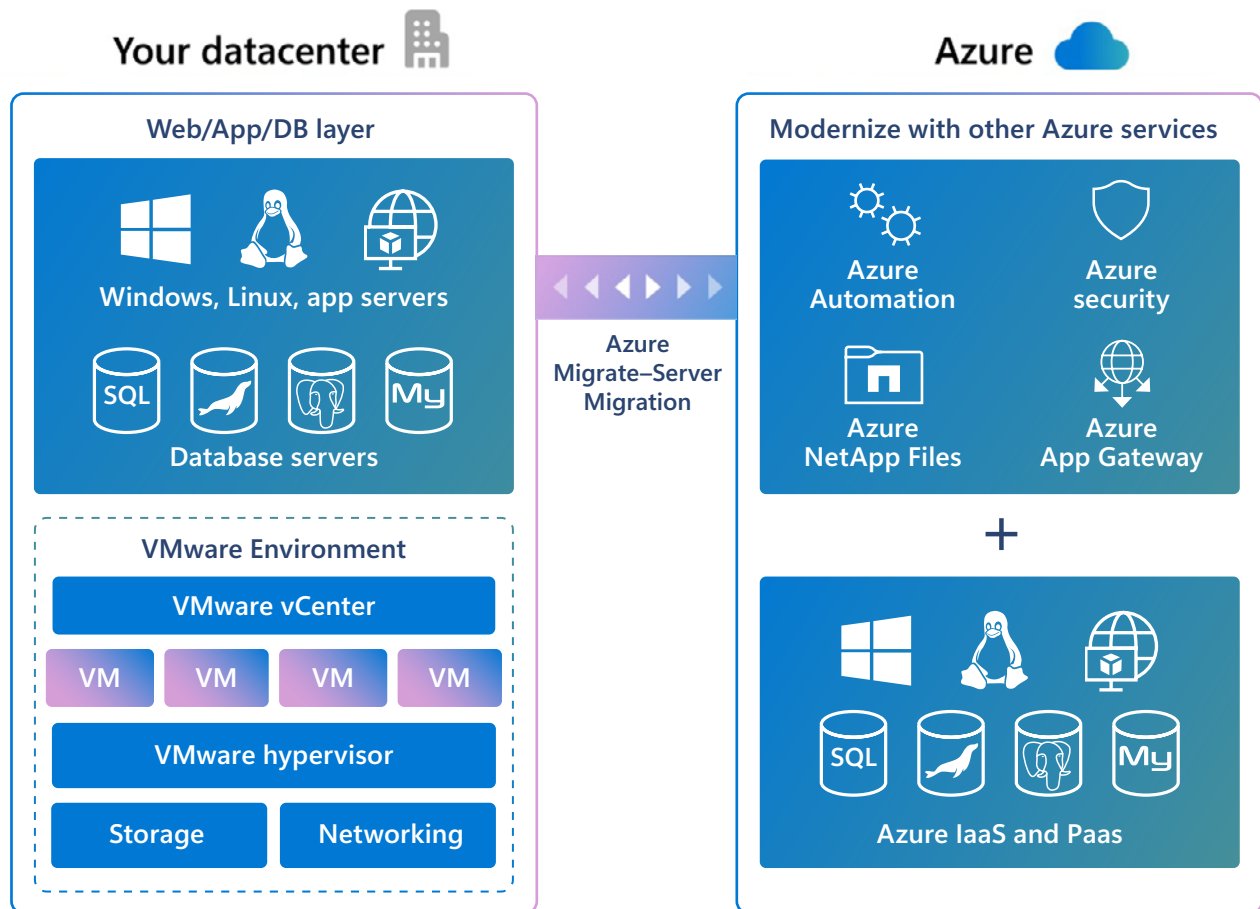 Your datacenter
Azure
Web/App/DB layer
Windows, Linux, app servers
SQL
My
Database servers
VMware Environment
VMware vCenter
VM
VM
VM
VM
VMware hypervisor
Storage
Networking
Azure
Migrate–Server
Migration
Modernize with other Azure services
Azure
Automation
Azure
security
Azure
NetApp Files
Azure
App Gateway
+
SQL
My
Azure IaaS and Paas